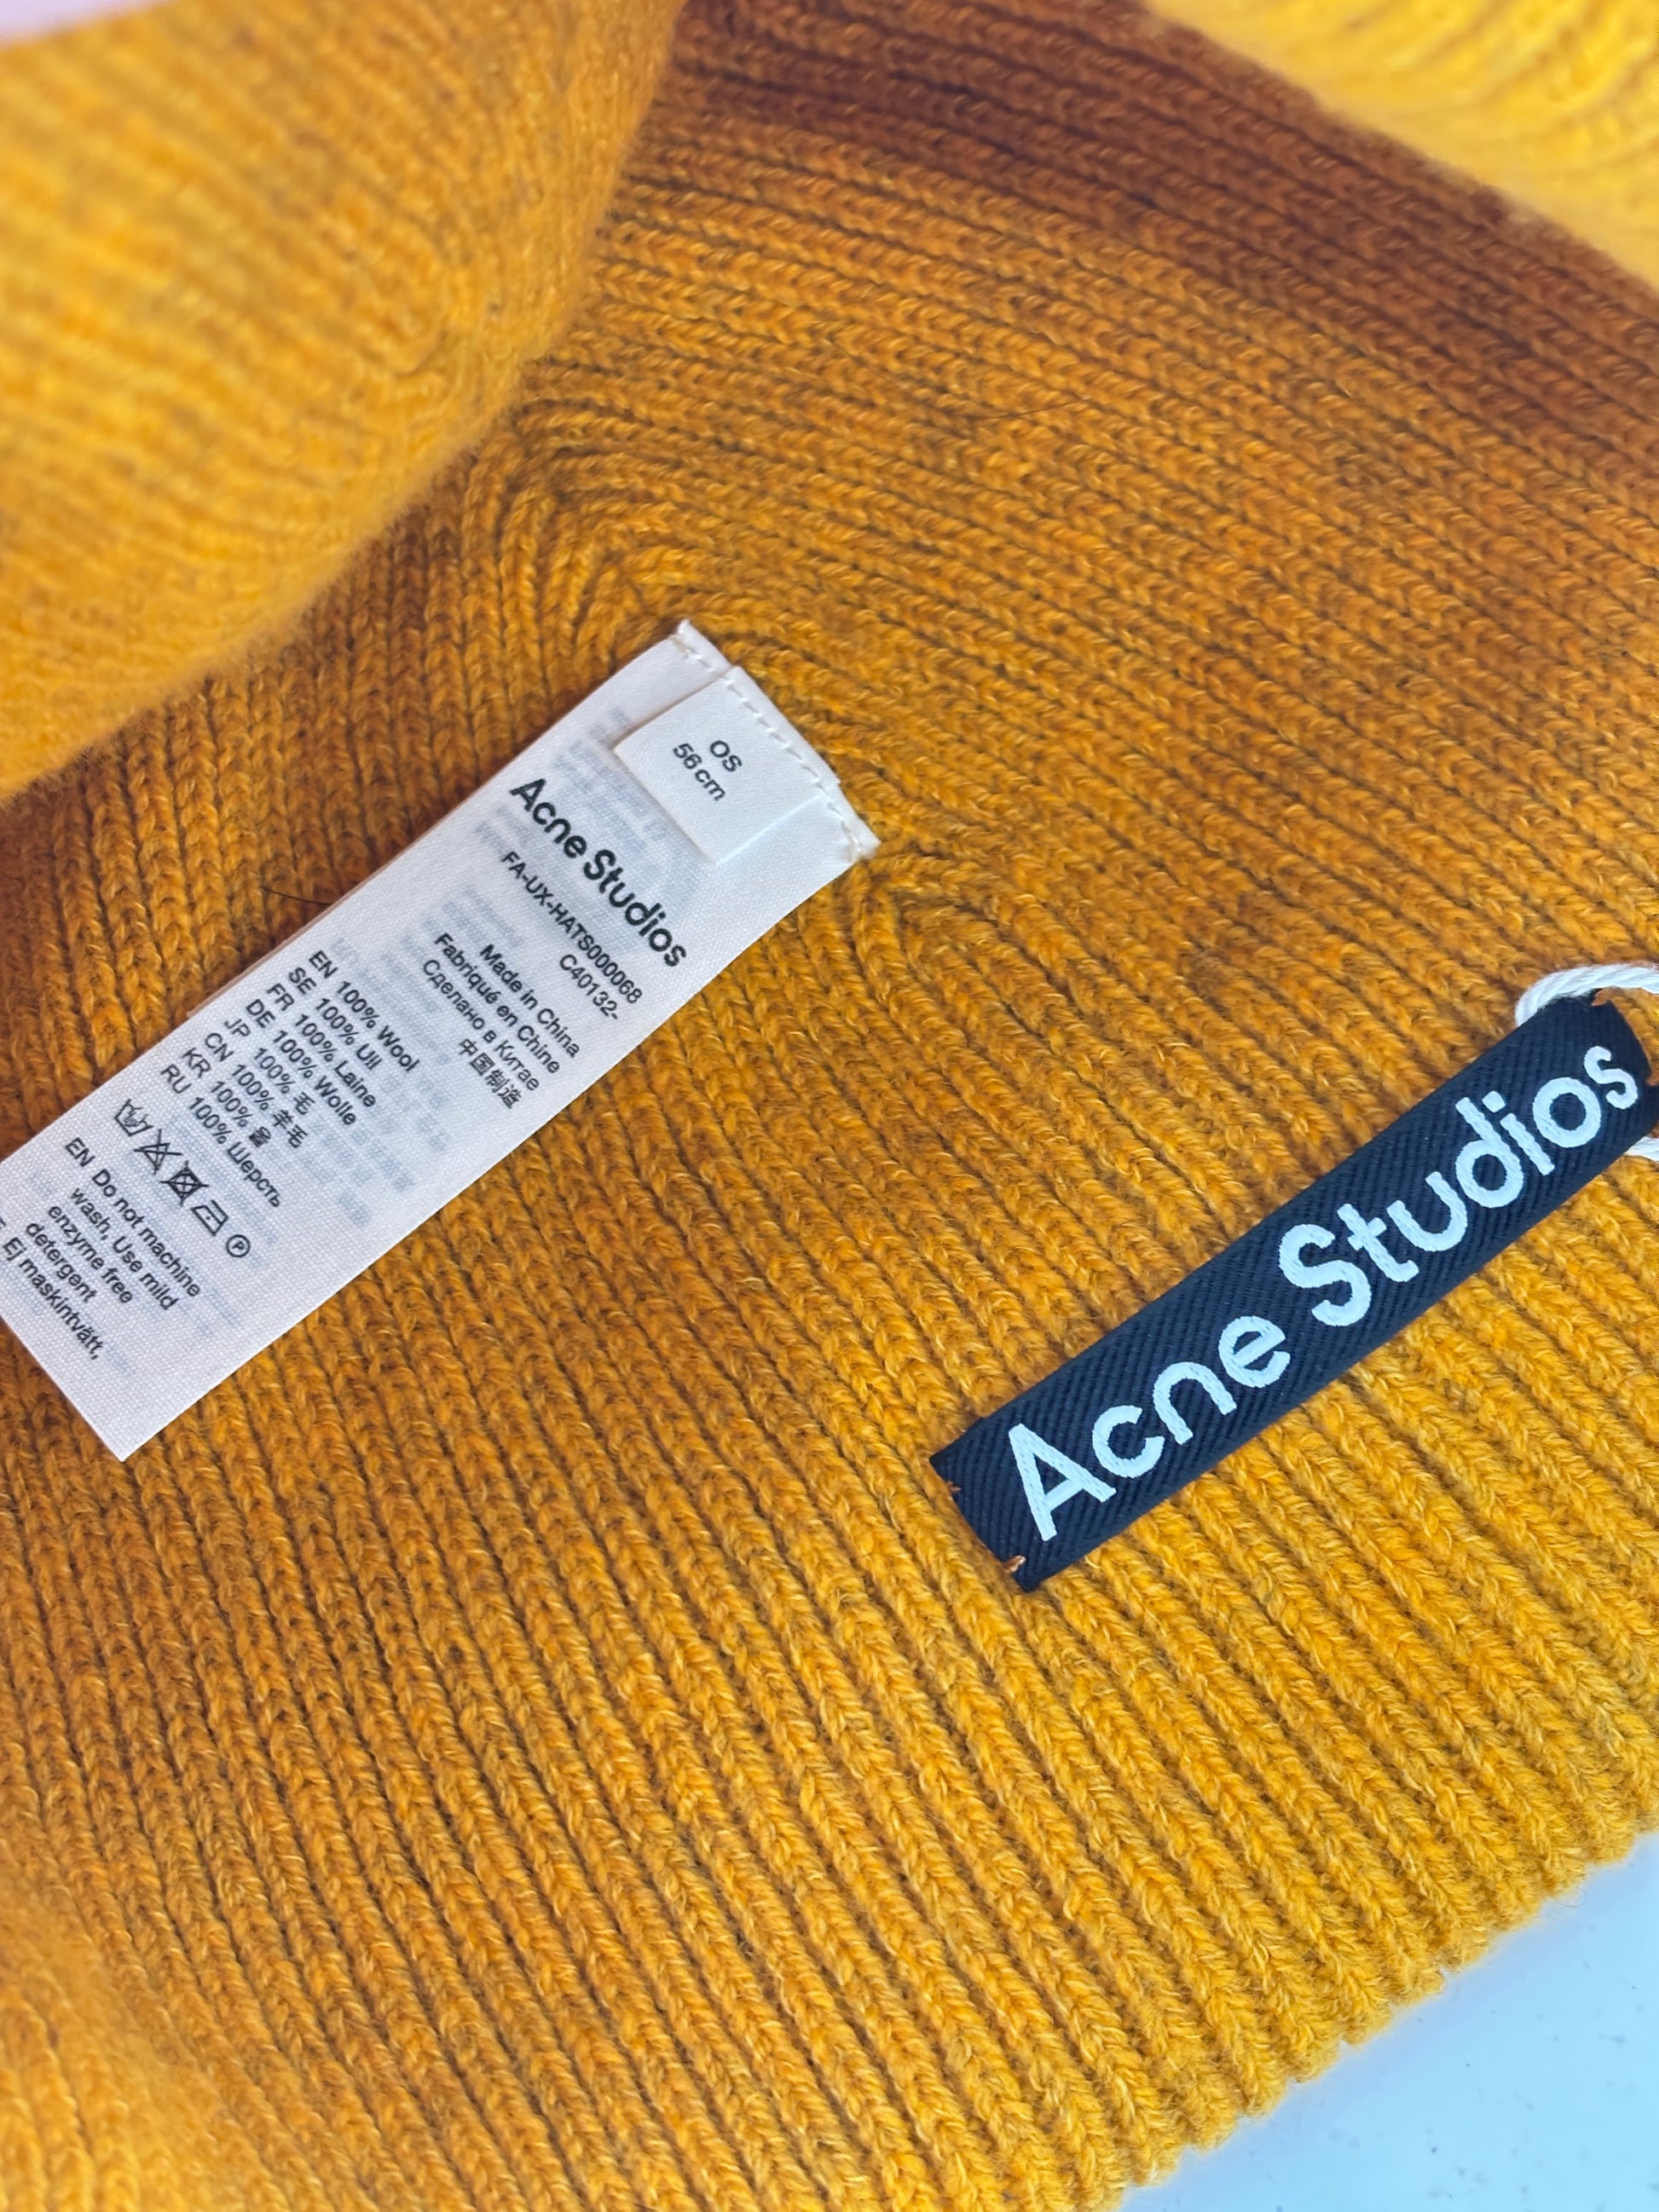 OS
56 cm
Acne Studios
FA-UX-HATS000068
C40132-
Made in China
Fabriqué en Chine
Сделано в Китае
中国制造
EN 100% Wool
SE 100% Ull
FR 100% Laine
DE 100% Wolle
JP 100% 毛
CN 100% 羊毛
KR 100% 울
RU 100% Шерсть
P
EN Do not machine
wash, Use mild
enzyme free
detergent
Ej maskintvätt,
Acne Studios